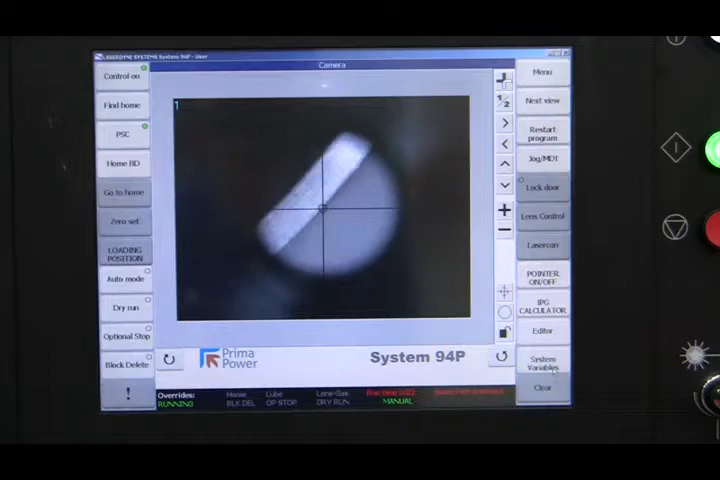 LASERDYNE SYSTEMS System 94P - User
Camera
Control on
Find home
PSC
Home BD
Go to home
Zero set
LOADING
POSITION
Auto mode
Dry run
Optional Stop
Block Delete
!
1
1/2
Menu
Next view
Restart
program
Jog/MDI
Lock door
Lens Control
Lasercon
POINTER
ON/OFF
IPG
CALCULATOR
Editor
System
Variables
Clear
Prima
Power
System 94P
Overrides:
RUNNING
Home:
BLK DEL
Lube
OP STOP
Lens-Gas
DRY RUN
MANUAL